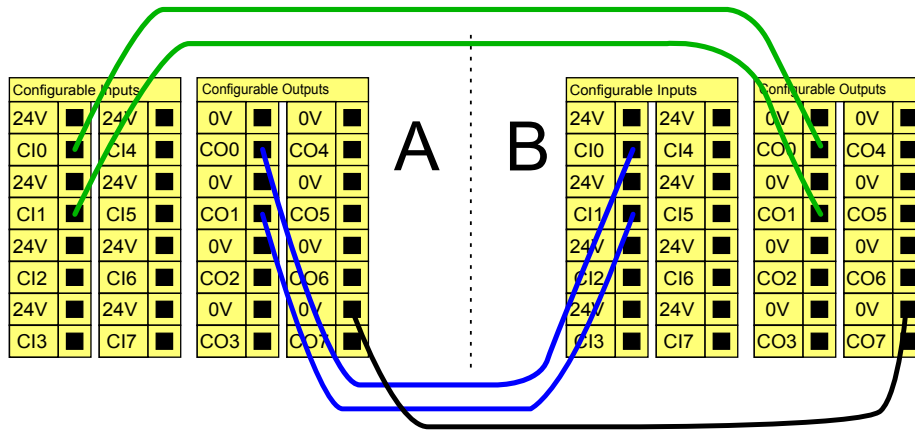 Configurable Inputs Configurable Outputs Configurable Inputs Configurable Outputs
24V 24V 0V 0V 24V 24V 0V 0V
CI0 CI4 CO0 CO4 A B CI0 CI4 CO0 CO4
24V 24V 0V 0V 24V 24V 0V 0V
CI1 CI5 CO1 CO5 CI1 CI5 CO1 CO5
24V 24V 0V 0V 24V 24V 0V 0V
CI2 CI6 CO2 CO6 CI2 CI6 CO2 CO6
24V 24V 0V 0V 24V 24V 0V 0V
CI3 CI7 CO3 CO7 CI3 CI7 CO3 CO7